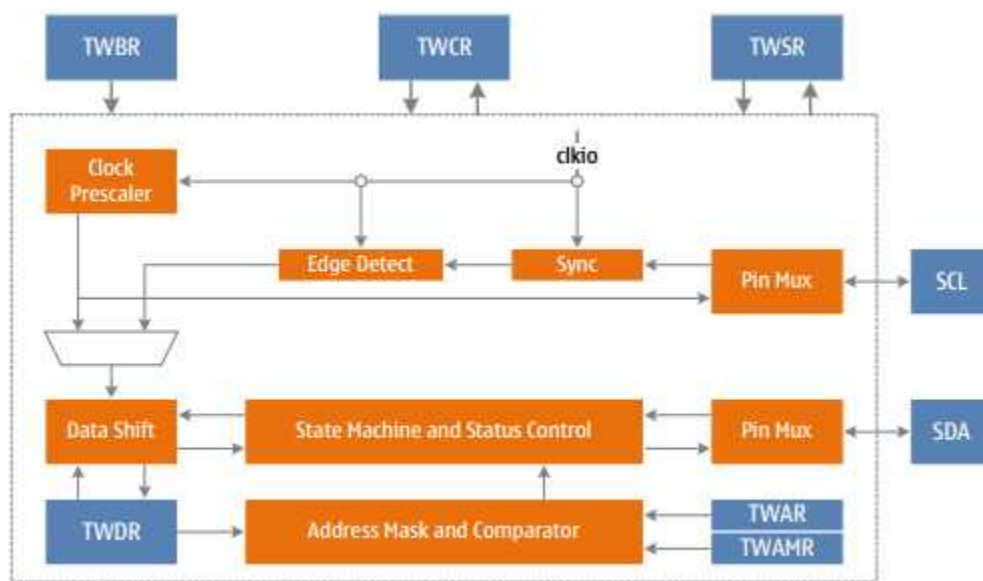 TWBR
TWCR
TWSR
clkio
Clock
Prescaler
Edge Detect
Sync
Pin Mux
SCL
Data Shift
State Machine and Status Control
Pin Mux
SDA
TWDR
Address Mask and Comparator
TWAR
TWAMR